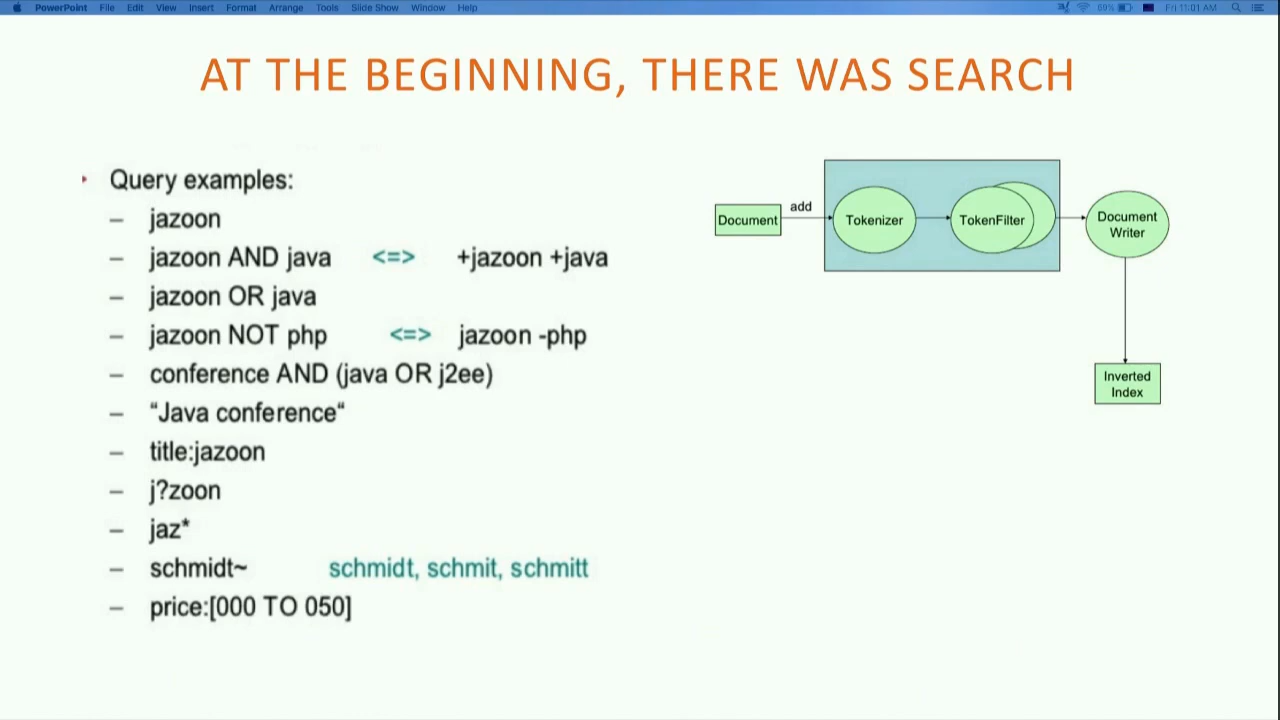 PowerPoint File Edit View Insert Format Arrange Tools Slide Show Window Help 69% Fri 11:01 AM
AT THE BEGINNING, THERE WAS SEARCH
Query examples:
– jazoon
– jazoon AND java <=> +jazoon +java
– jazoon OR java
– jazoon NOT php <=> jazoon -php
– conference AND (java OR j2ee)
– “Java conference“
– title:jazoon
– j?zoon
– jaz*
– schmidt~ schmidt, schmit, schmitt
– price:[000 TO 050]
Document
add
Tokenizer
TokenFilter
Document
Writer
Inverted
Index